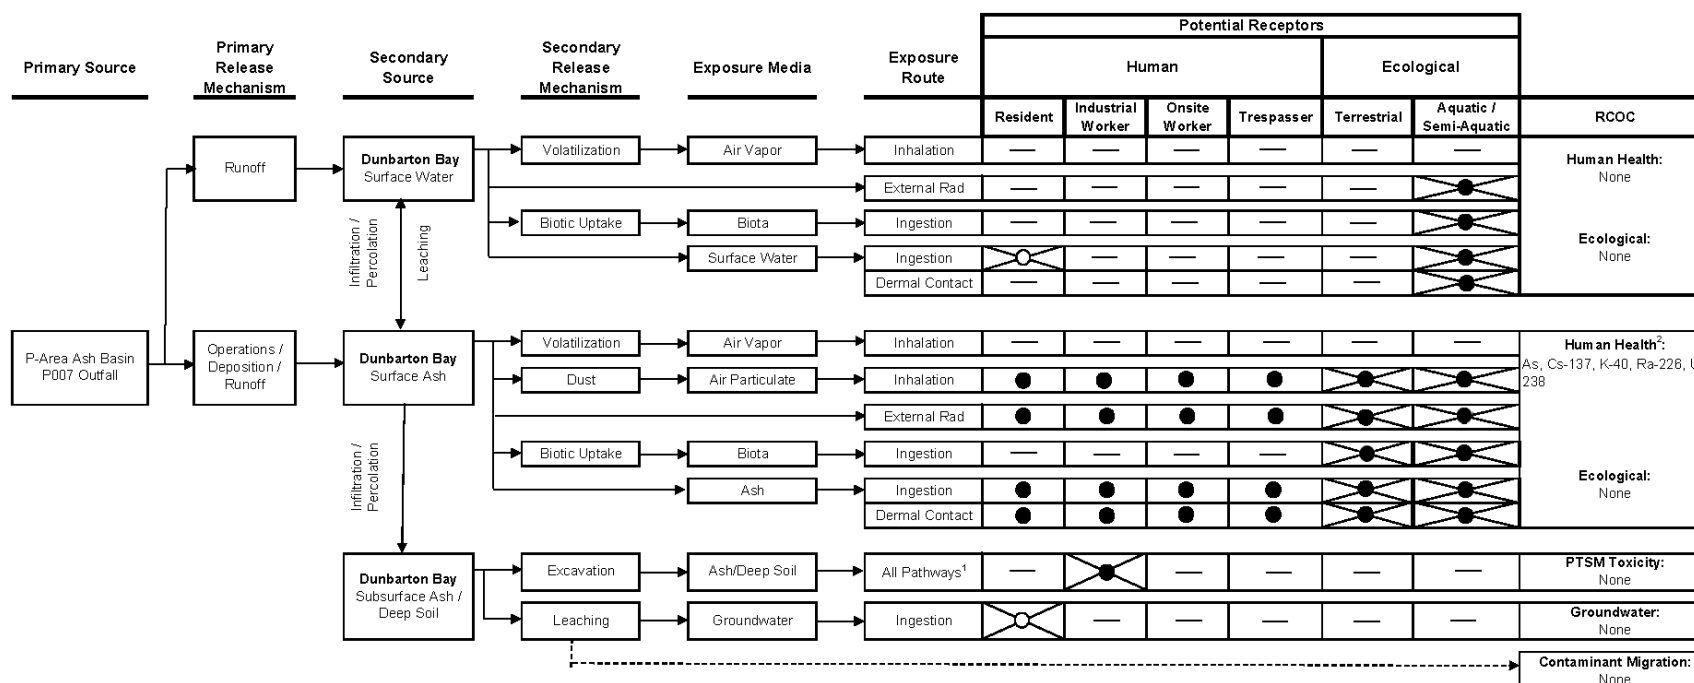 Potential Receptors
Primary Source
Primary
Release
Mechanism
Secondary
Source
Secondary
Release
Mechanism
Exposure Media
Exposure
Route
Human
Ecological
Resident
Industrial
Worker
Onsite
Worker
Trespasser
Terrestrial
Aquatic /
Semi-Aquatic
RCOC
Runoff
Dunbarton Bay
Surface Water
Volatilization
Air Vapor
Inhalation
— — — — — —
External Rad
— — — — —
Biotic Uptake
Biota
Ingestion
— — — — —
Surface Water
Ingestion
— — — —
Dermal Contact
— — — — —
Human Health:
None
Ecological:
None
Infiltration /
Percolation
Leaching
P-Area Ash Basin
P007 Outfall
Operations /
Deposition /
Runoff
Dunbarton Bay
Surface Ash
Volatilization
Air Vapor
Inhalation
— — — — — —
Dust
Air Particulate
Inhalation
External Rad
Biotic Uptake
Biota
Ingestion
— — — —
Ash
Ingestion
Dermal Contact
Human Health²:
As, Cs-137, K-40, Ra-226, U
238
Ecological:
None
Infiltration /
Percolation
Dunbarton Bay
Subsurface Ash /
Deep Soil
Excavation
Ash/Deep Soil
All Pathways¹
— — — — —
PTSM Toxicity:
None
Leaching
Groundwater
Ingestion
— — — — —
Groundwater:
None
Contaminant Migration:
None